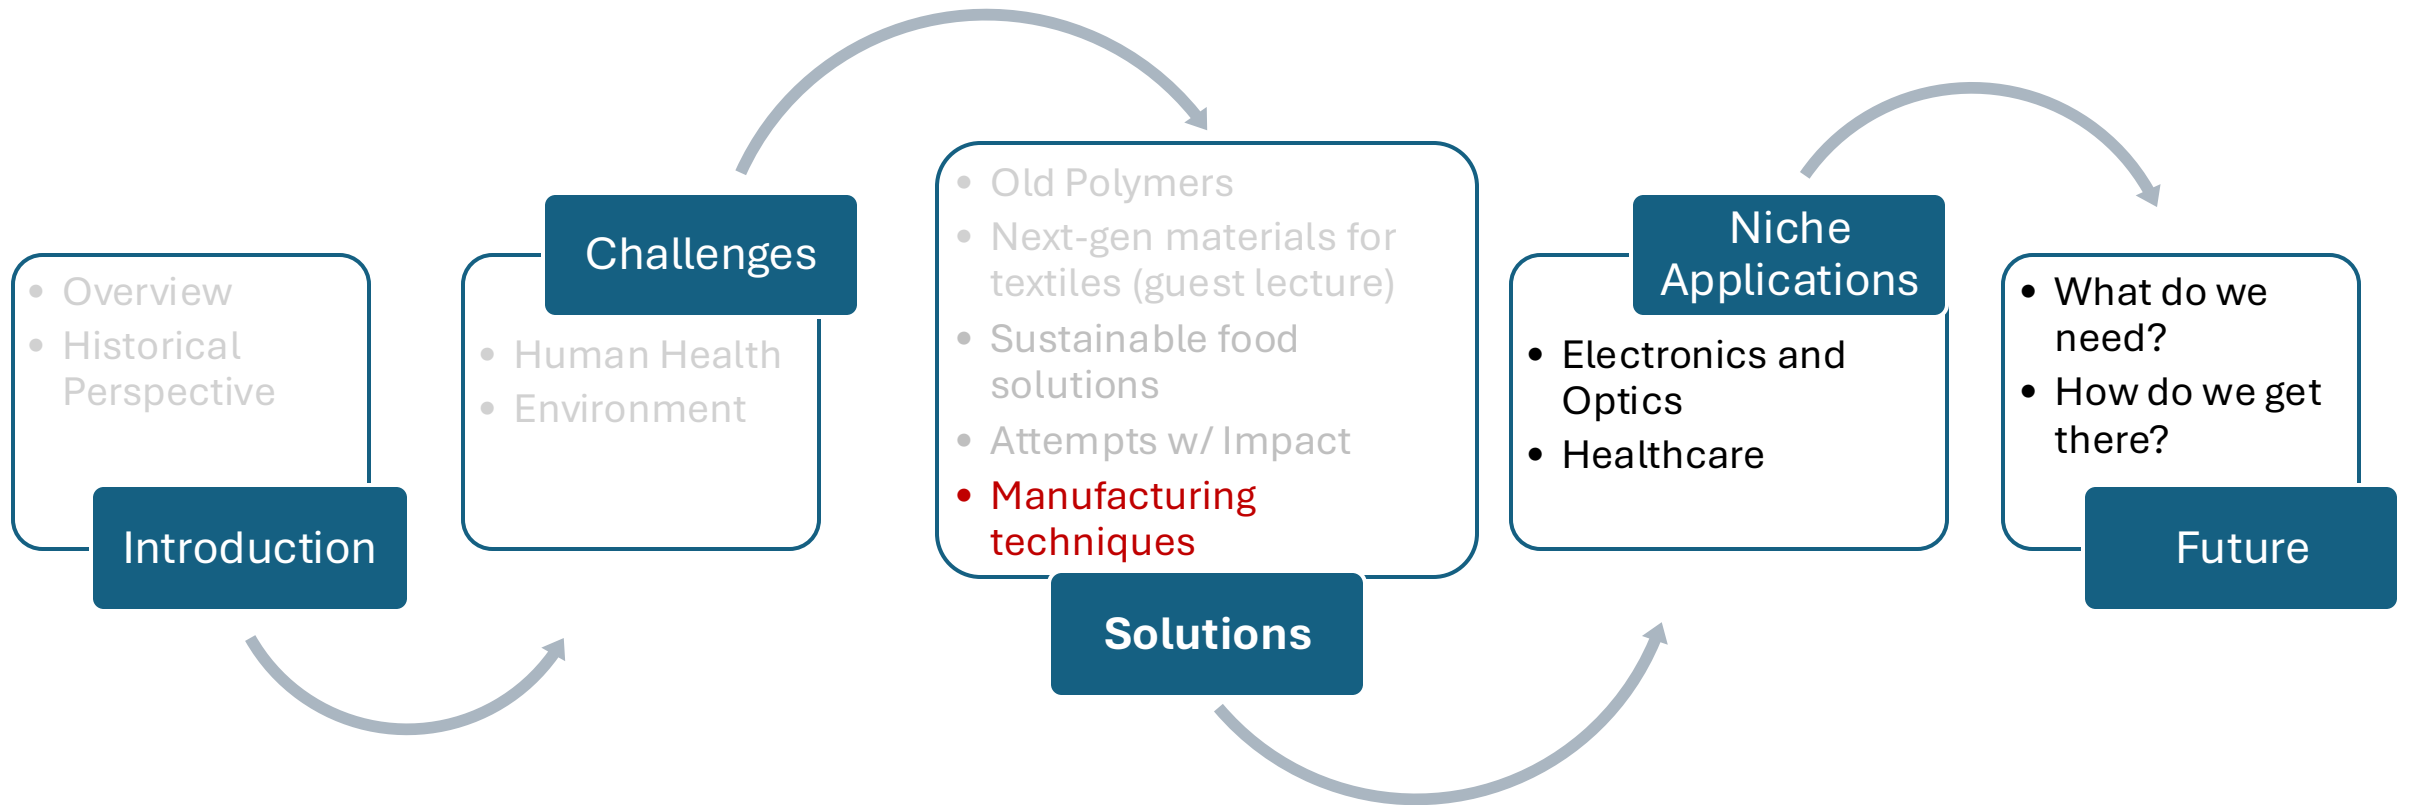 • Overview
• Historical
Perspective
Introduction
Challenges
• Human Health
• Environment
• Old Polymers
• Next-gen materials for
textiles (guest lecture)
• Sustainable food
solutions
• Attempts w/ Impact
• Manufacturing
techniques
Solutions
Niche
Applications
• Electronics and
Optics
• Healthcare
• What do we
need?
• How do we get
there?
Future